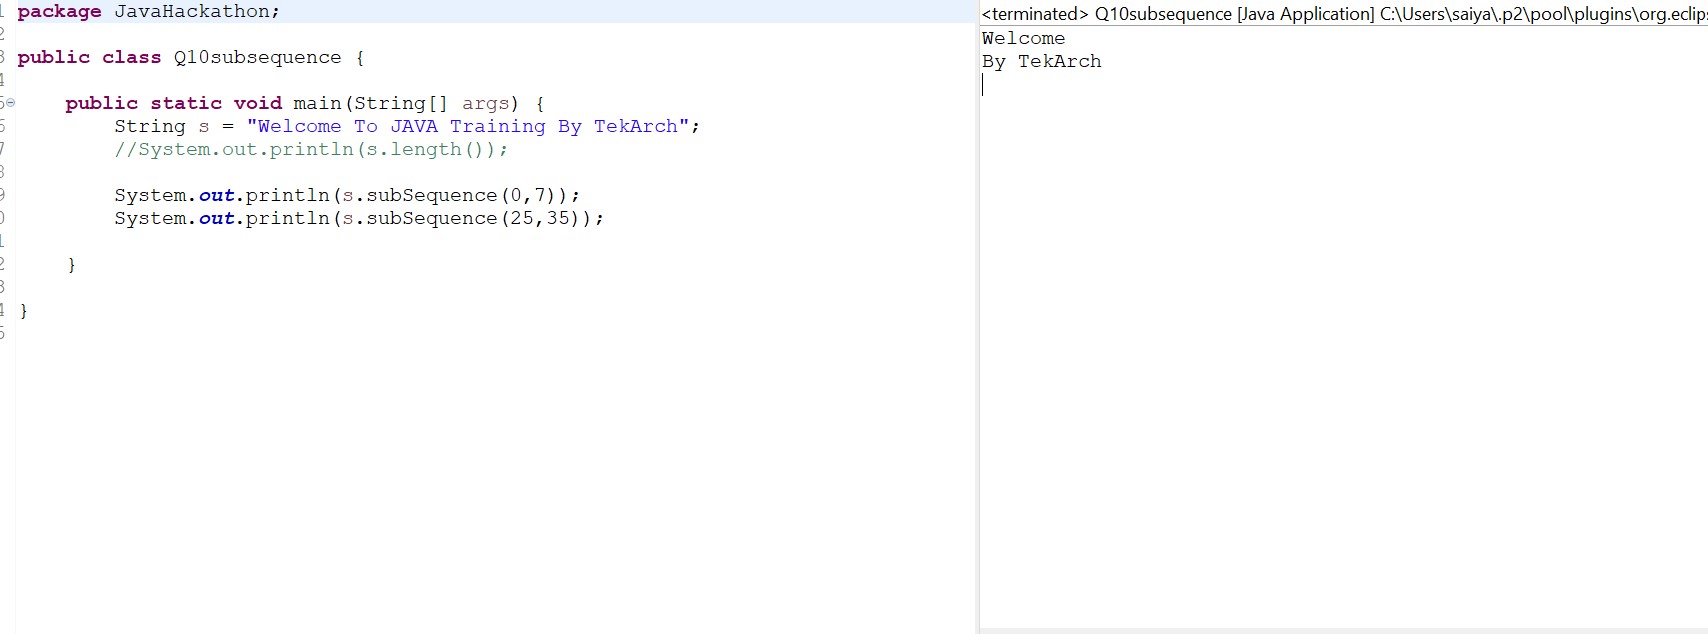 package JavaHackathon;
public class Q10subsequence {
public static void main(String[] args) {
String s = "Welcome To JAVA Training By TekArch";
//System.out.println(s.length());
System.out.println(s.subSequence(0,7));
System.out.println(s.subSequence(25,35));
}
}
<terminated> Q10subsequence [Java Application] C:\Users\saiya\.p2\pool\plugins\org.eclips
Welcome
By TekArch